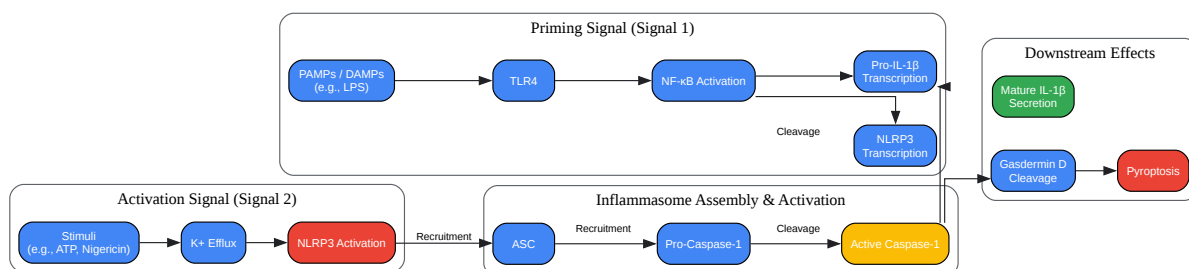 Priming Signal (Signal 1)
PAMPs / DAMPs
(e.g., LPS)
TLR4
NF-κB Activation
Pro-IL-1β
Transcription
Cleavage
NLRP3
Transcription
Downstream Effects
Mature IL-1β
Secretion
Gasdermin D
Cleavage
Pyroptosis
Activation Signal (Signal 2)
Stimuli
(e.g., ATP, Nigericin)
K+ Efflux
NLRP3 Activation
Recruitment
Inflammasome Assembly & Activation
ASC
Recruitment
Pro-Caspase-1
Cleavage
Active Caspase-1